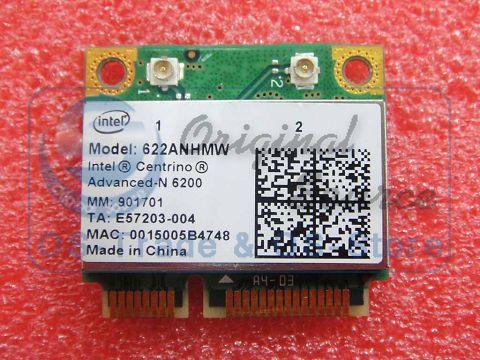 2
intel
1 2
Model: 622ANHMW
Intel® Centrino®
Advanced-N 6200
MM: 901701
TA: E57203-004
MAC: 0015005B4748
Made in China
A4-03
Original
Source